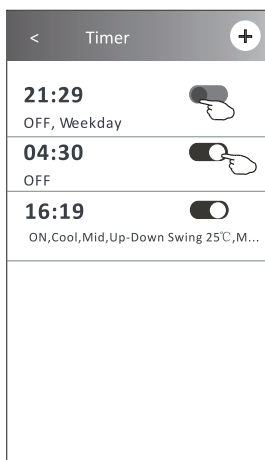 < Timer +
21:29
OFF, Weekday
04:30
OFF
16:19
ON,Cool,Mid,Up-Down Swing 25℃,M...